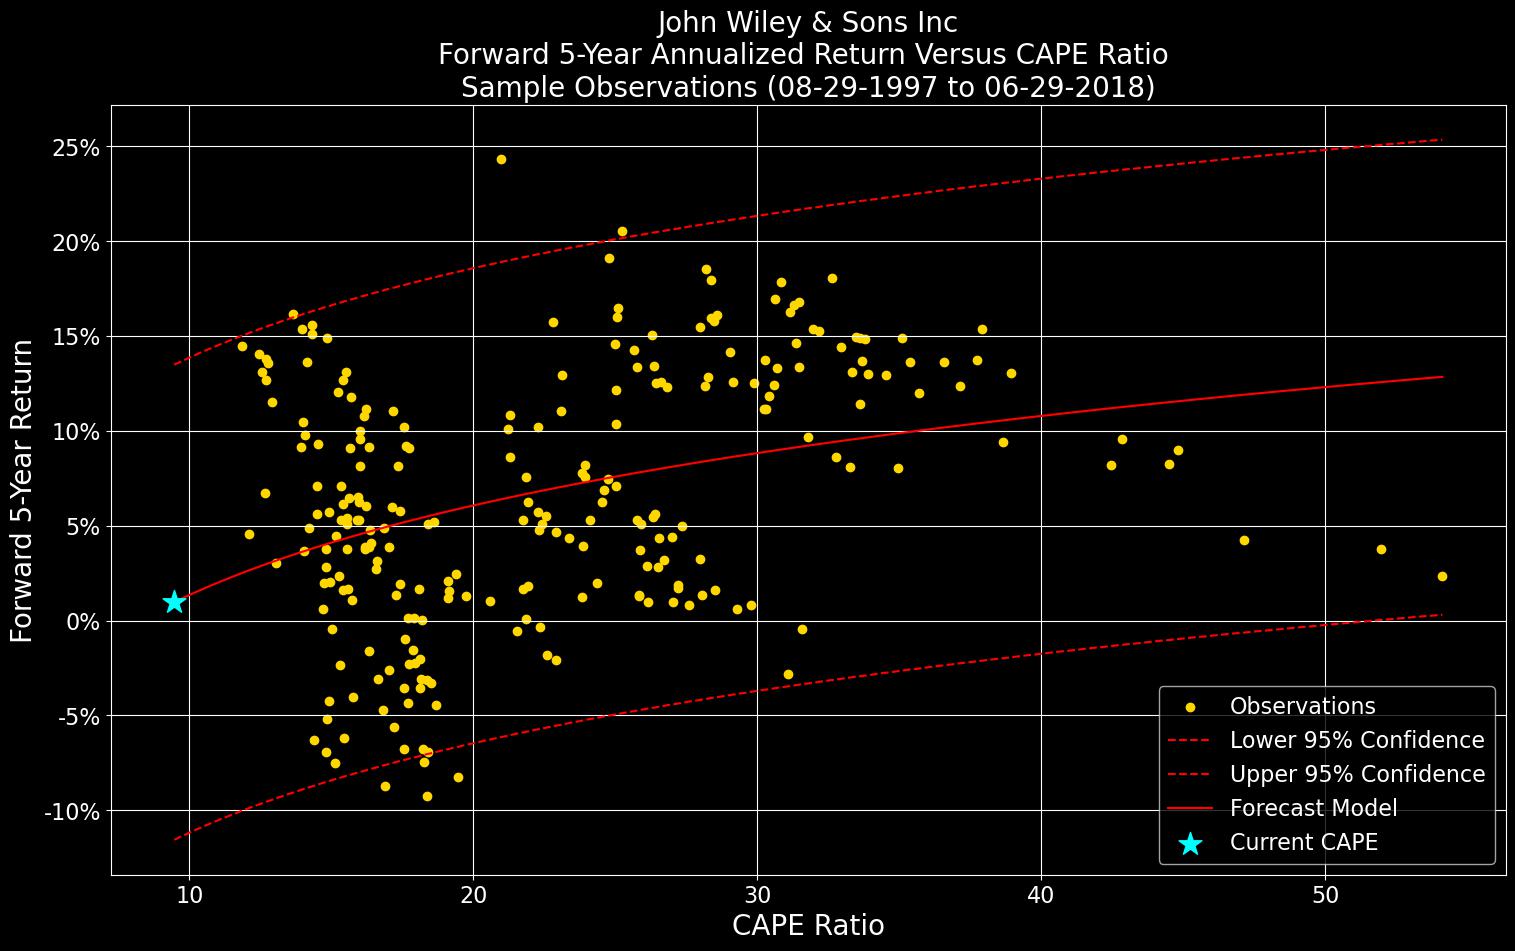 John Wiley & Sons Inc
Forward 5-Year Annualized Return Versus CAPE Ratio
Sample Observations (08-29-1997 to 06-29-2018)
Forward 5-Year Return
25%
20%
15%
10%
5%
0%
-5%
-10%
Observations
Lower 95% Confidence
Upper 95% Confidence
Forecast Model
Current CAPE
10 20 30 40 50
CAPE Ratio